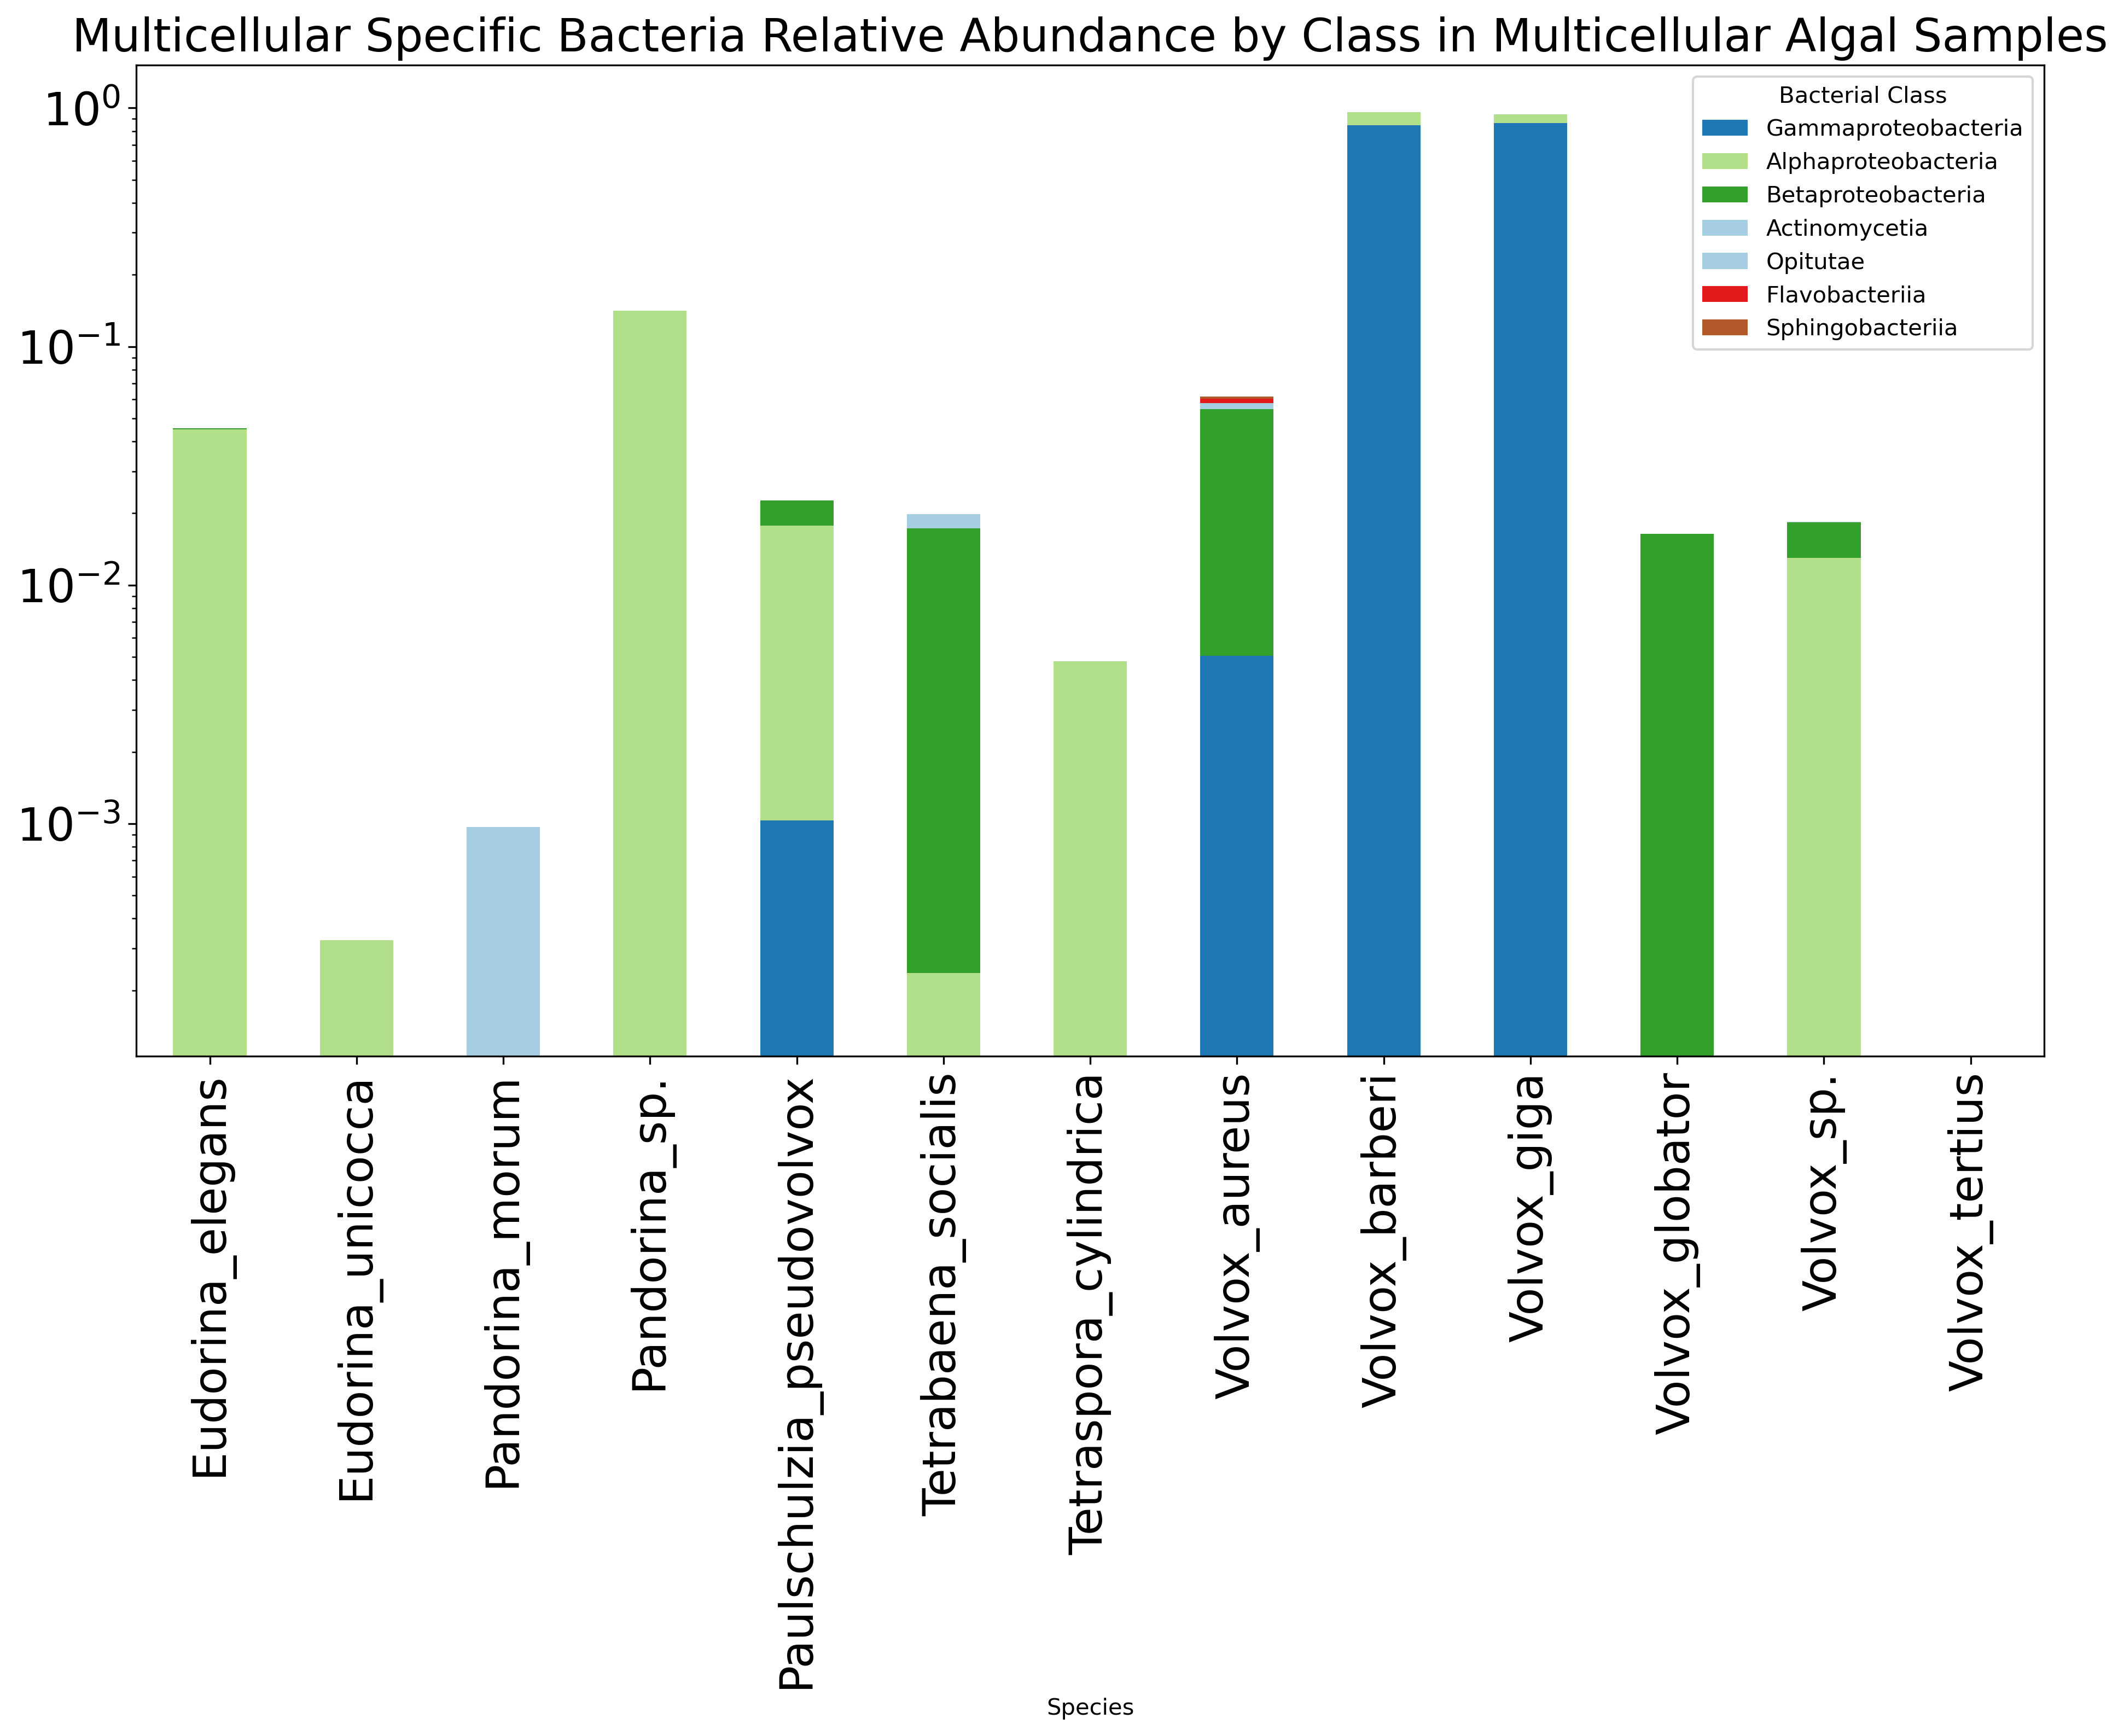 Multicellular Specific Bacteria Relative Abundance by Class in Multicellular Algal Samples
10⁰
10⁻¹
10⁻²
10⁻³
Bacterial Class
Gammaproteobacteria
Alphaproteobacteria
Betaproteobacteria
Actinomycetia
Opitutae
Flavobacteriia
Sphingobacteriia
Eudorina_elegans
Eudorina_unicocca
Pandorina_morum
Pandorina_sp.
Paulschulzia_pseudovolvox
Tetrabaena_socialis
Tetraspora_cylindrica
Volvox_aureus
Volvox_barberi
Volvox_giga
Volvox_globator
Volvox_sp.
Volvox_tertius
Species